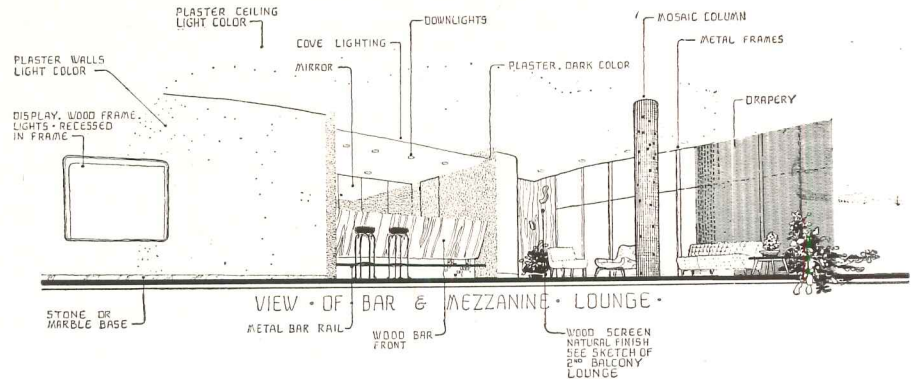 PLASTER CEILING
LIGHT COLOR
DOWNLIGHTS
MOSAIC COLUMN
COVE LIGHTING
METAL FRAMES
PLASTER WALLS
LIGHT COLOR
MIRROR
PLASTER, DARK COLOR
DRAPERY
DISPLAY, WOOD FRAME
LIGHTS · RECESSED
IN FRAME
VIEW · OF · BAR & MEZZANINE · LOUNGE ·
STONE OR
MARBLE BASE
METAL BAR RAIL
WOOD BAR
FRONT
WOOD SCREEN
NATURAL FINISH
SEE SKETCH OF
2ND BALCONY
LOUNGE